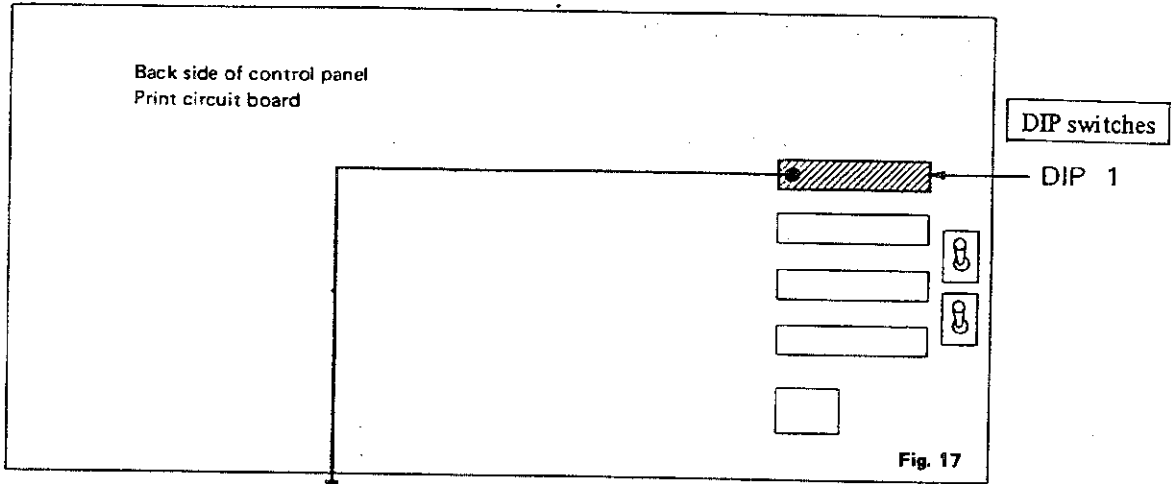 Back side of control panel
Print circuit board
DIP switches
DIP 1
Fig. 17